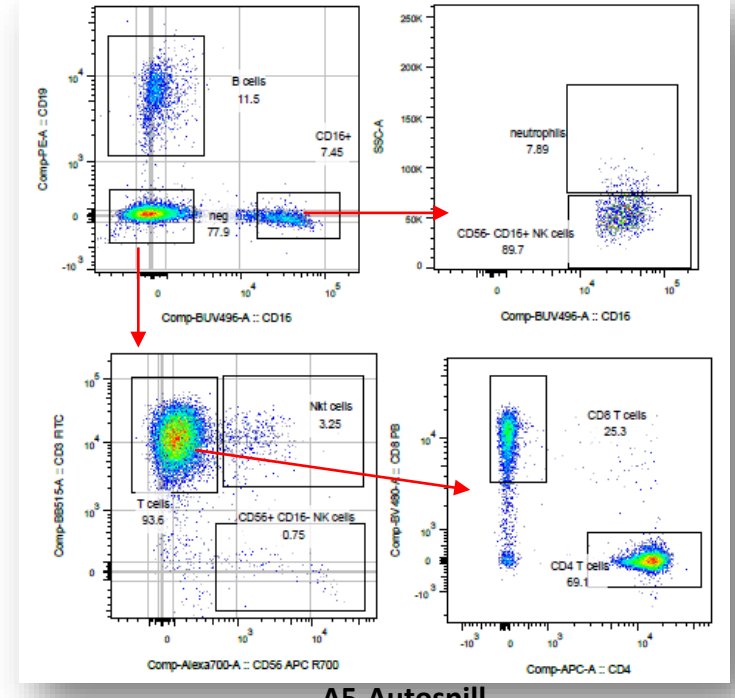 10^4
10^3
0
-10^3
Comp-PE-A :: CD19
B cells
11.5
CD16+
7.45
neg
77.9
0
10^4
10^5
Comp-BUV496-A :: CD16
250K
200K
150K
100K
50K
0
SSC-A
neutrophils
7.89
CD56- CD16+ NK cells
89.7
0
10^4
10^5
Comp-BUV496-A :: CD16
10^5
10^4
10^3
0
Comp-BB515-A :: CD3 FITC
Nkt cells
3.25
T cells
93.6
CD56+ CD16- NK cells
0.75
0
10^3
10^4
Comp-Alexa700-A :: CD56 APC R700
10^4
10^3
0
-10^3
Comp-BV480-A :: CD8 PB
CD8 T cells
25.3
CD4 T cells
69.1
-10^3
0
10^3
10^4
Comp-APC-A :: CD4